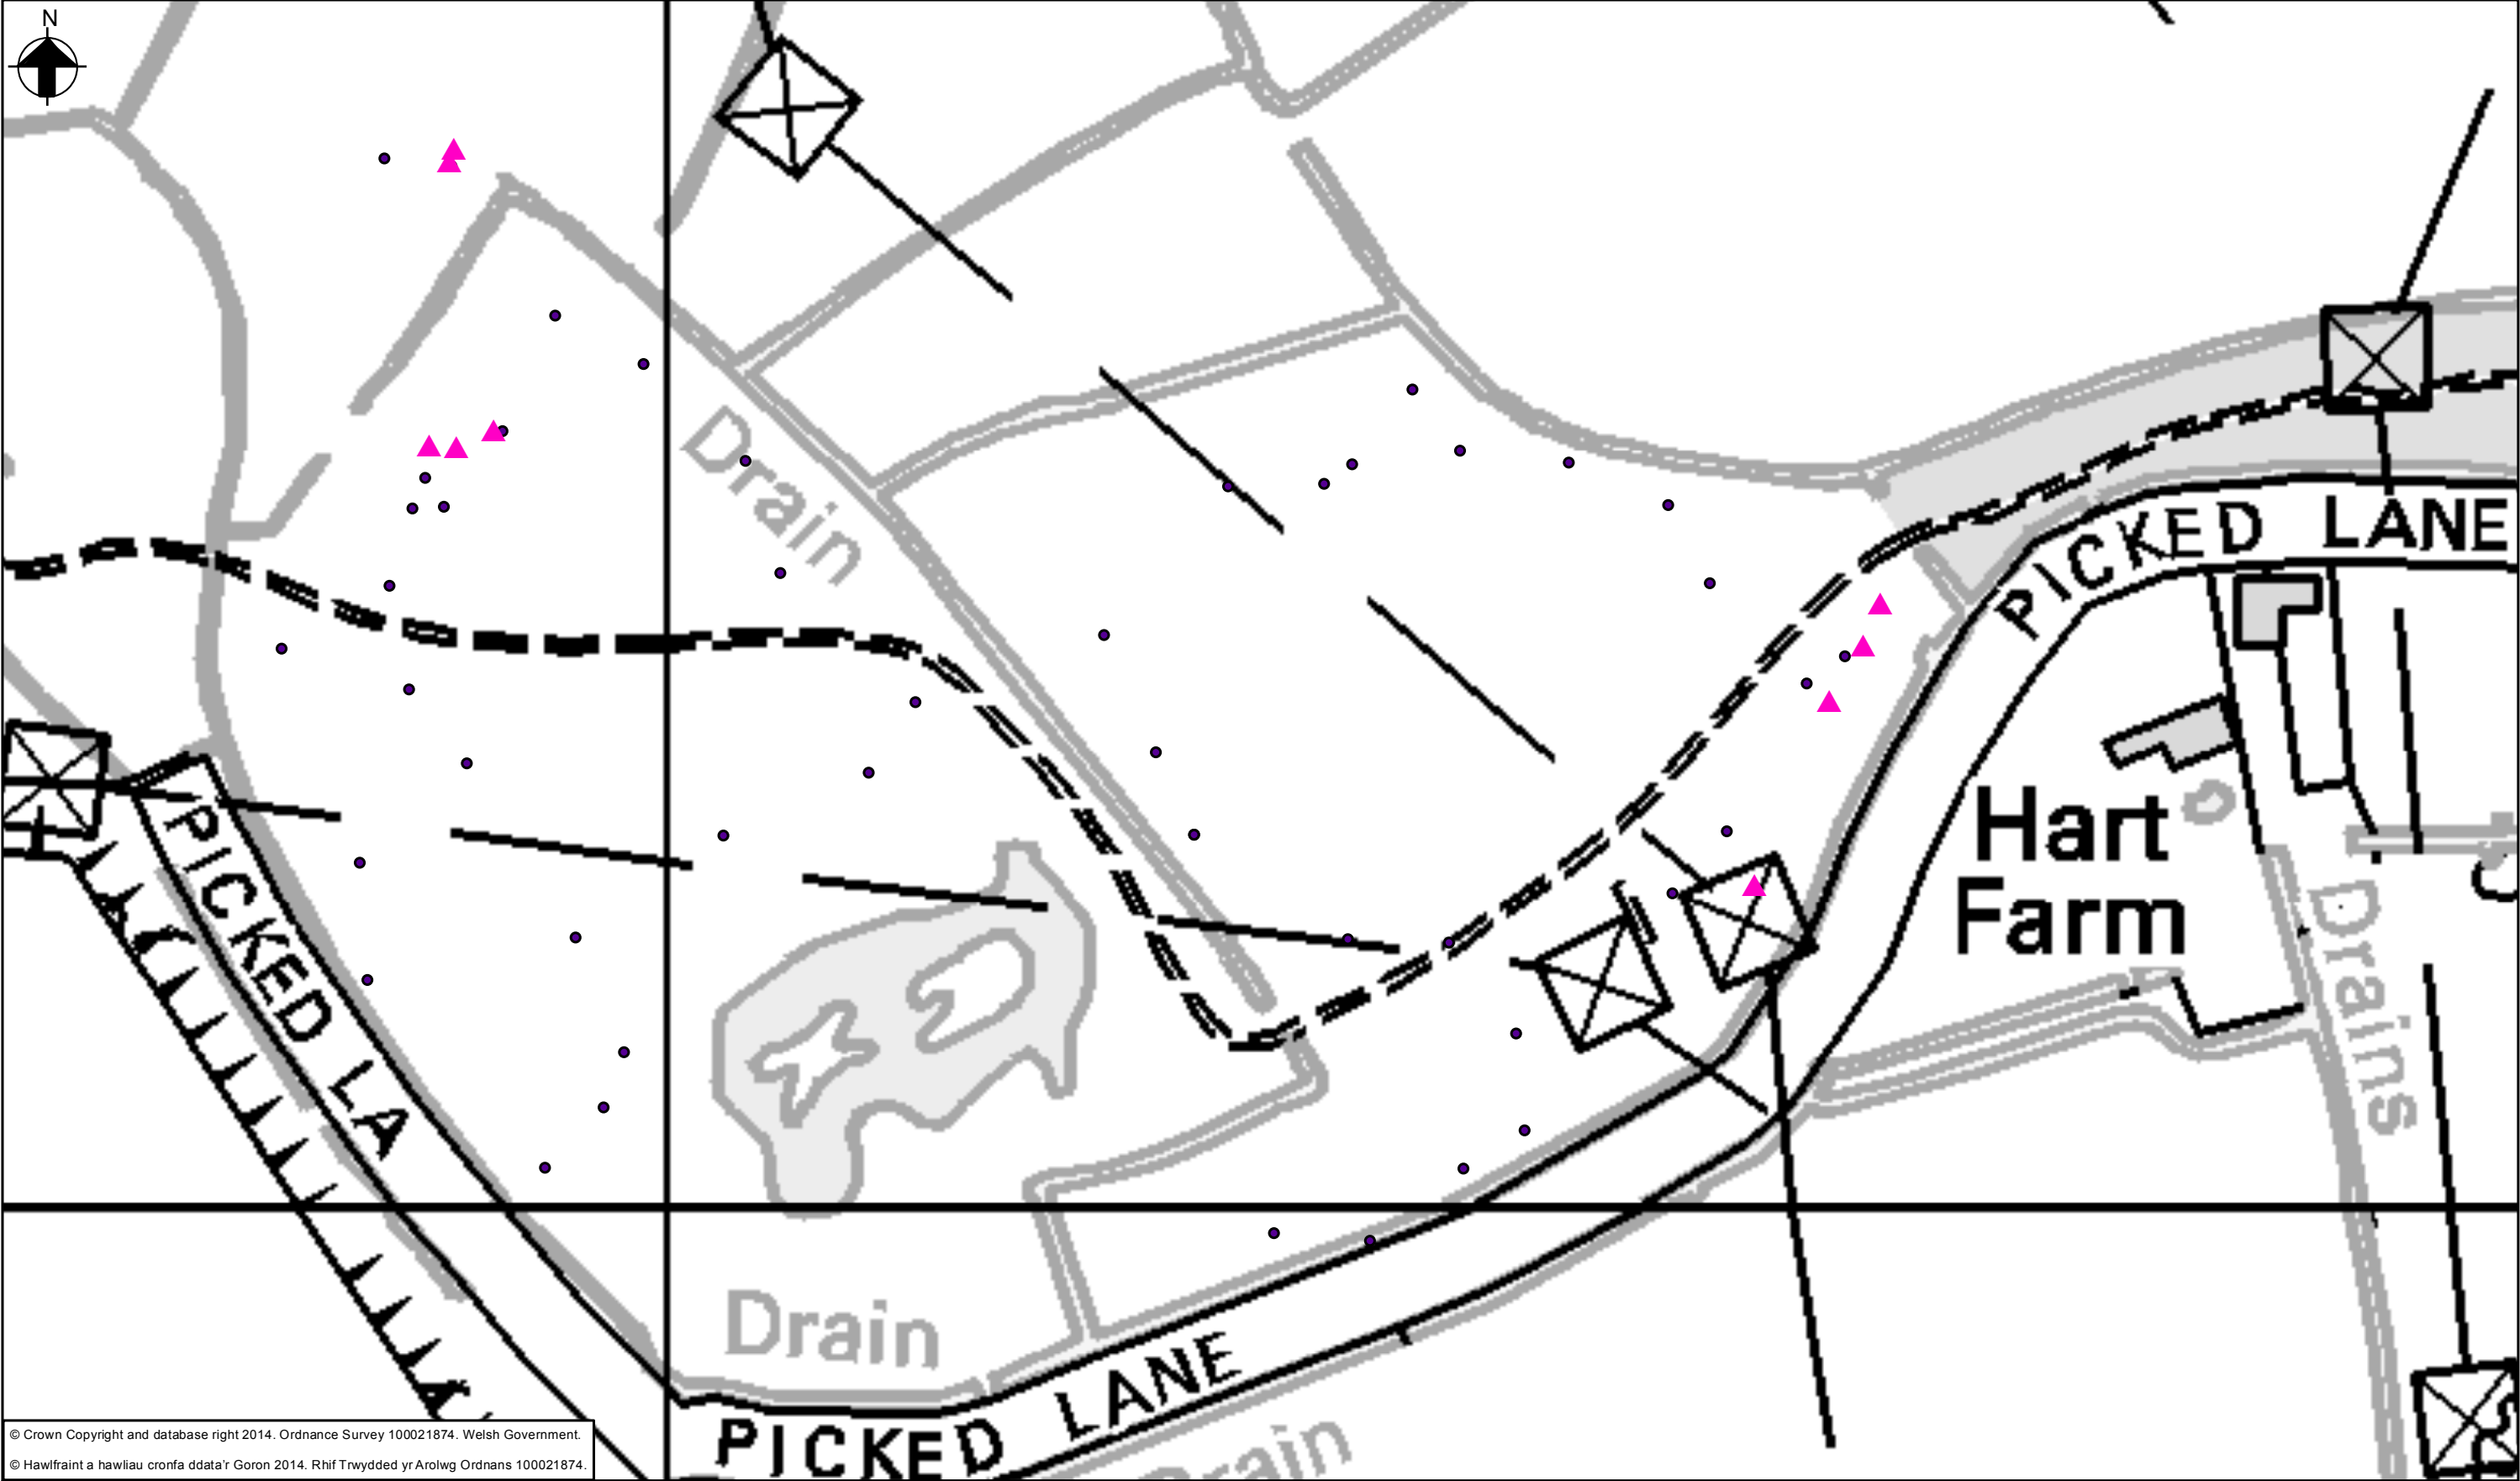 N
Drain
PICKED LANE
PICKED LA
Hart
Farm
Drains
Drain
PICKED LANE
Drain
© Crown Copyright and database right 2014. Ordnance Survey 100021874. Welsh Government.
© Hawlfraint a hawliau cronfa ddata'r Goron 2014. Rhif Trwydded yr Arolwg Ordnans 100021874.